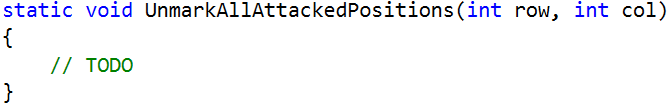 static void UnmarkAllAttackedPositions(int row, int col)
{
    // TODO
}